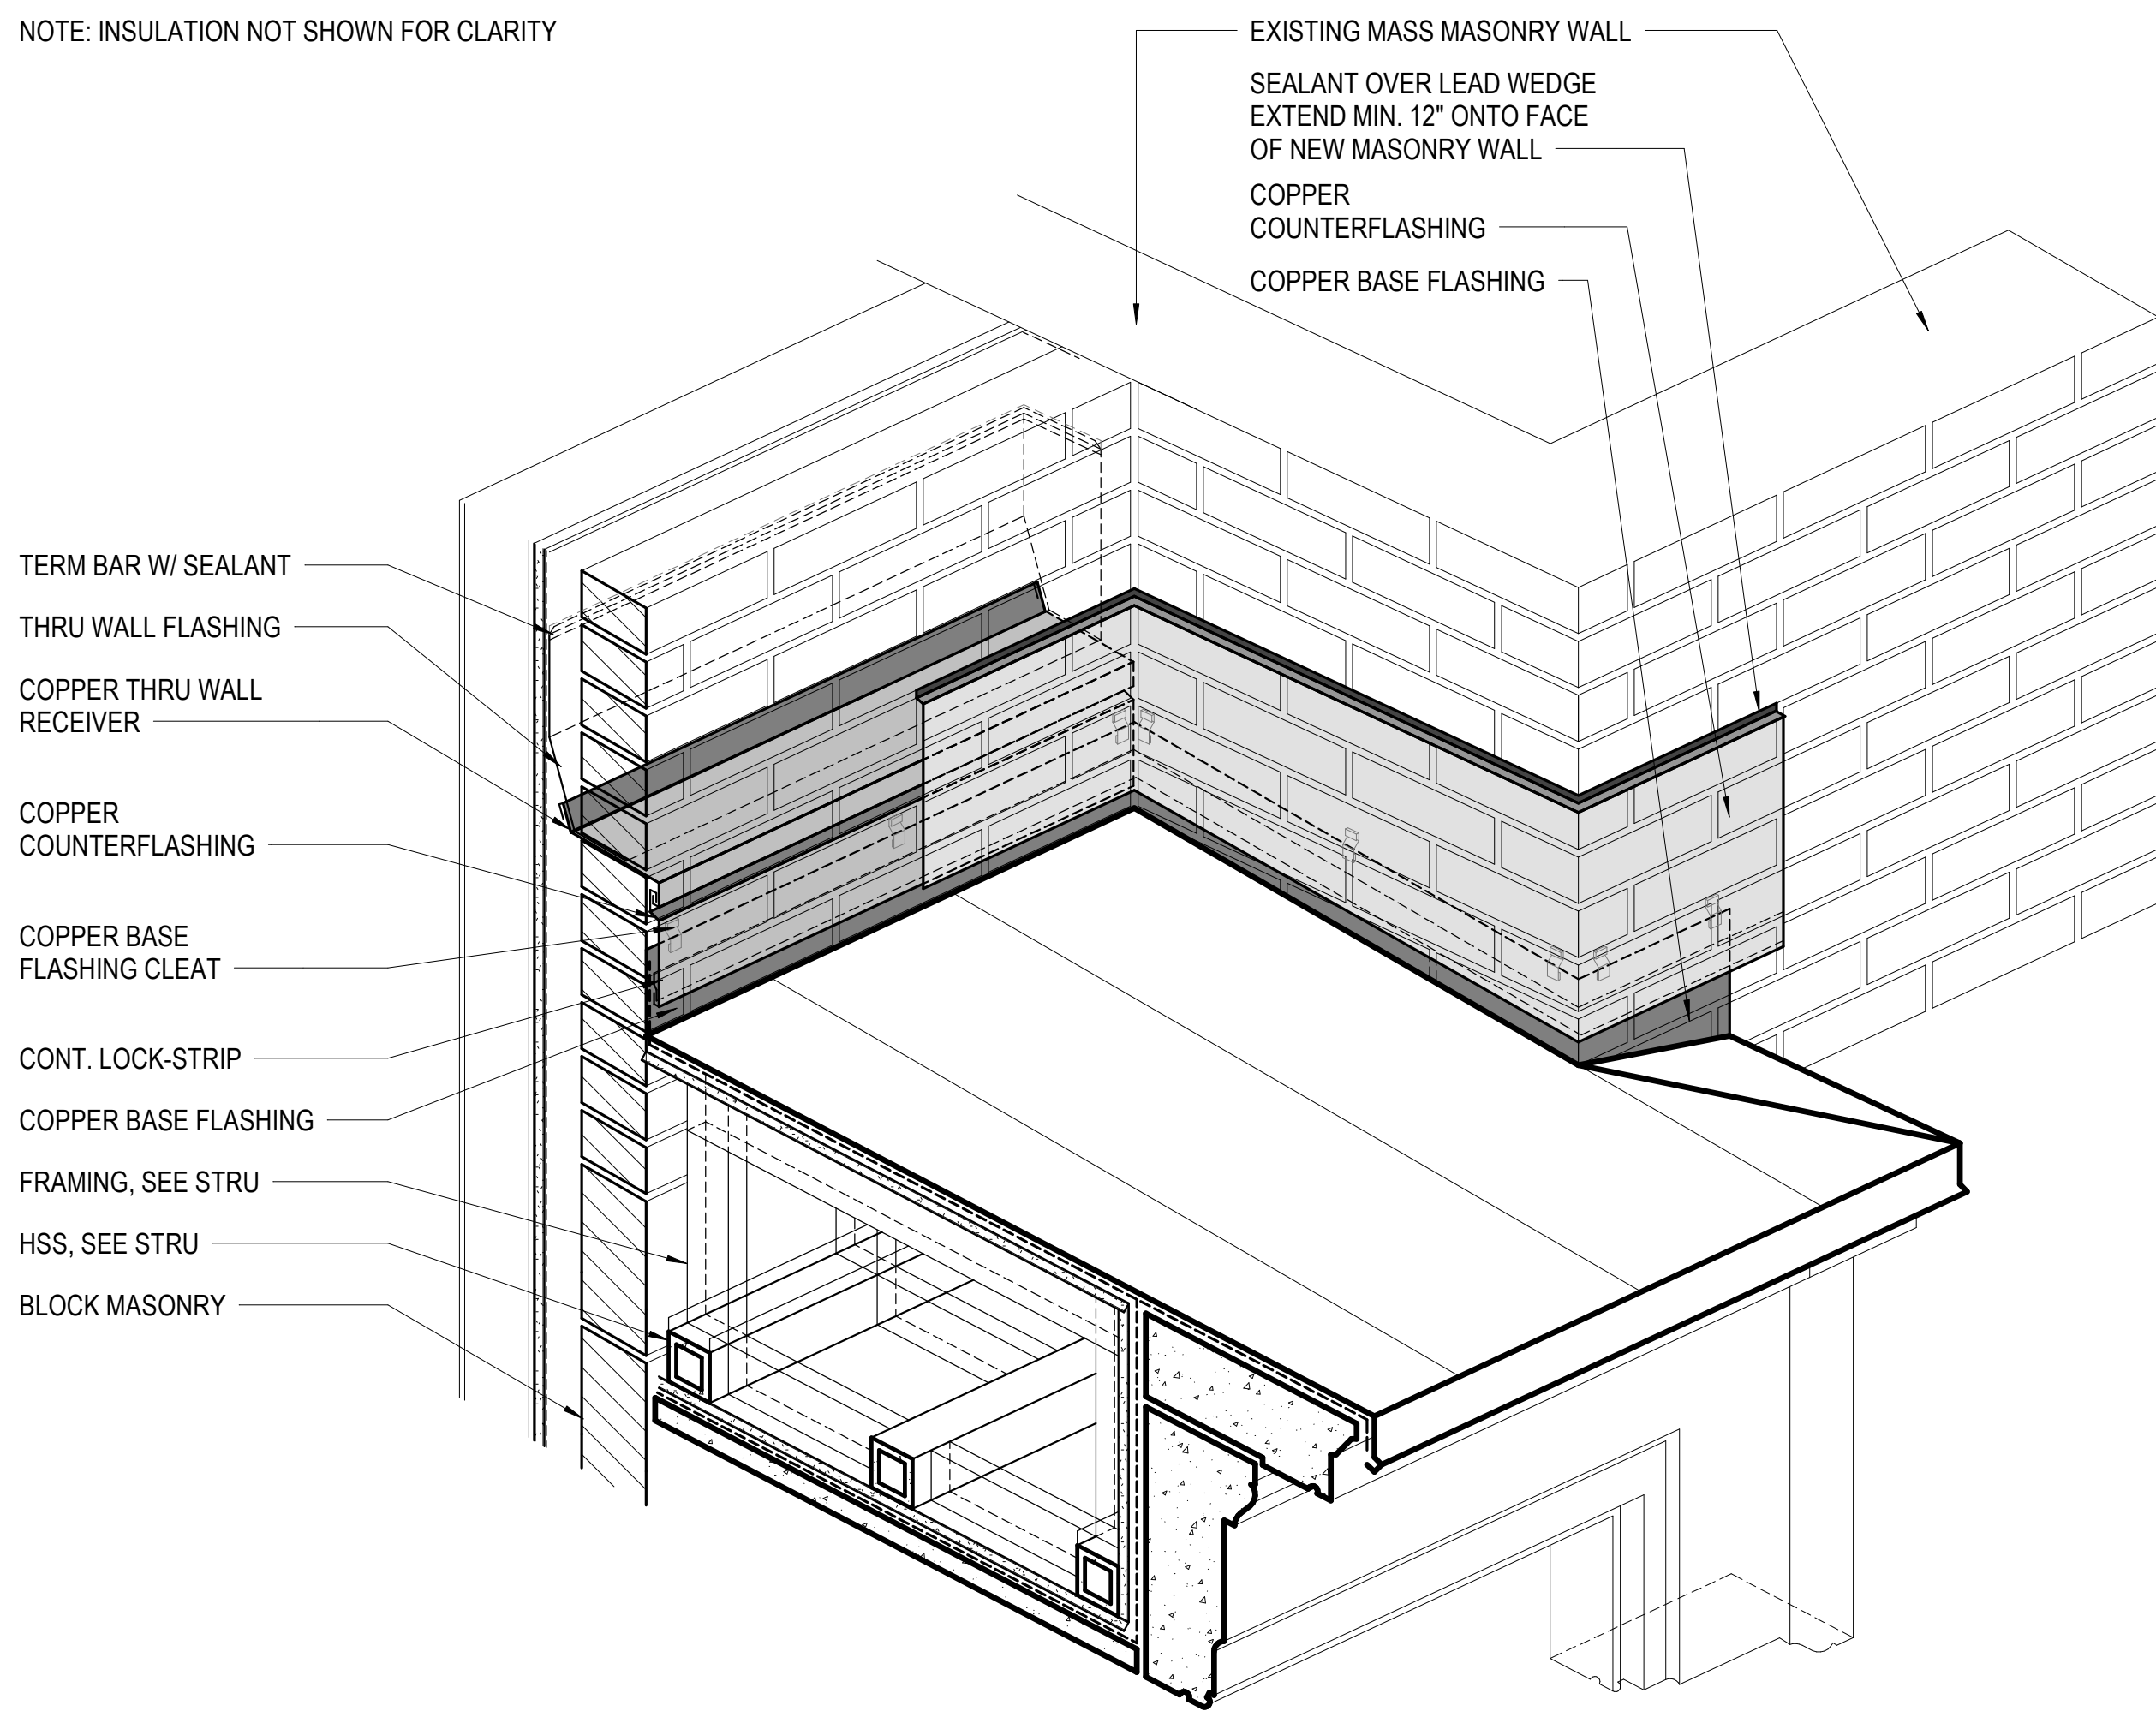 NOTE: INSULATION NOT SHOWN FOR CLARITY
EXISTING MASS MASONRY WALL
SEALANT OVER LEAD WEDGE
EXTEND MIN. 12" ONTO FACE
OF NEW MASONRY WALL
COPPER
COUNTERFLASHING
COPPER BASE FLASHING
TERM BAR W/ SEALANT
THRU WALL FLASHING
COPPER THRU WALL
RECEIVER
COPPER
COUNTERFLASHING
COPPER BASE
FLASHING CLEAT
CONT. LOCK-STRIP
COPPER BASE FLASHING
FRAMING, SEE STRU
HSS, SEE STRU
BLOCK MASONRY